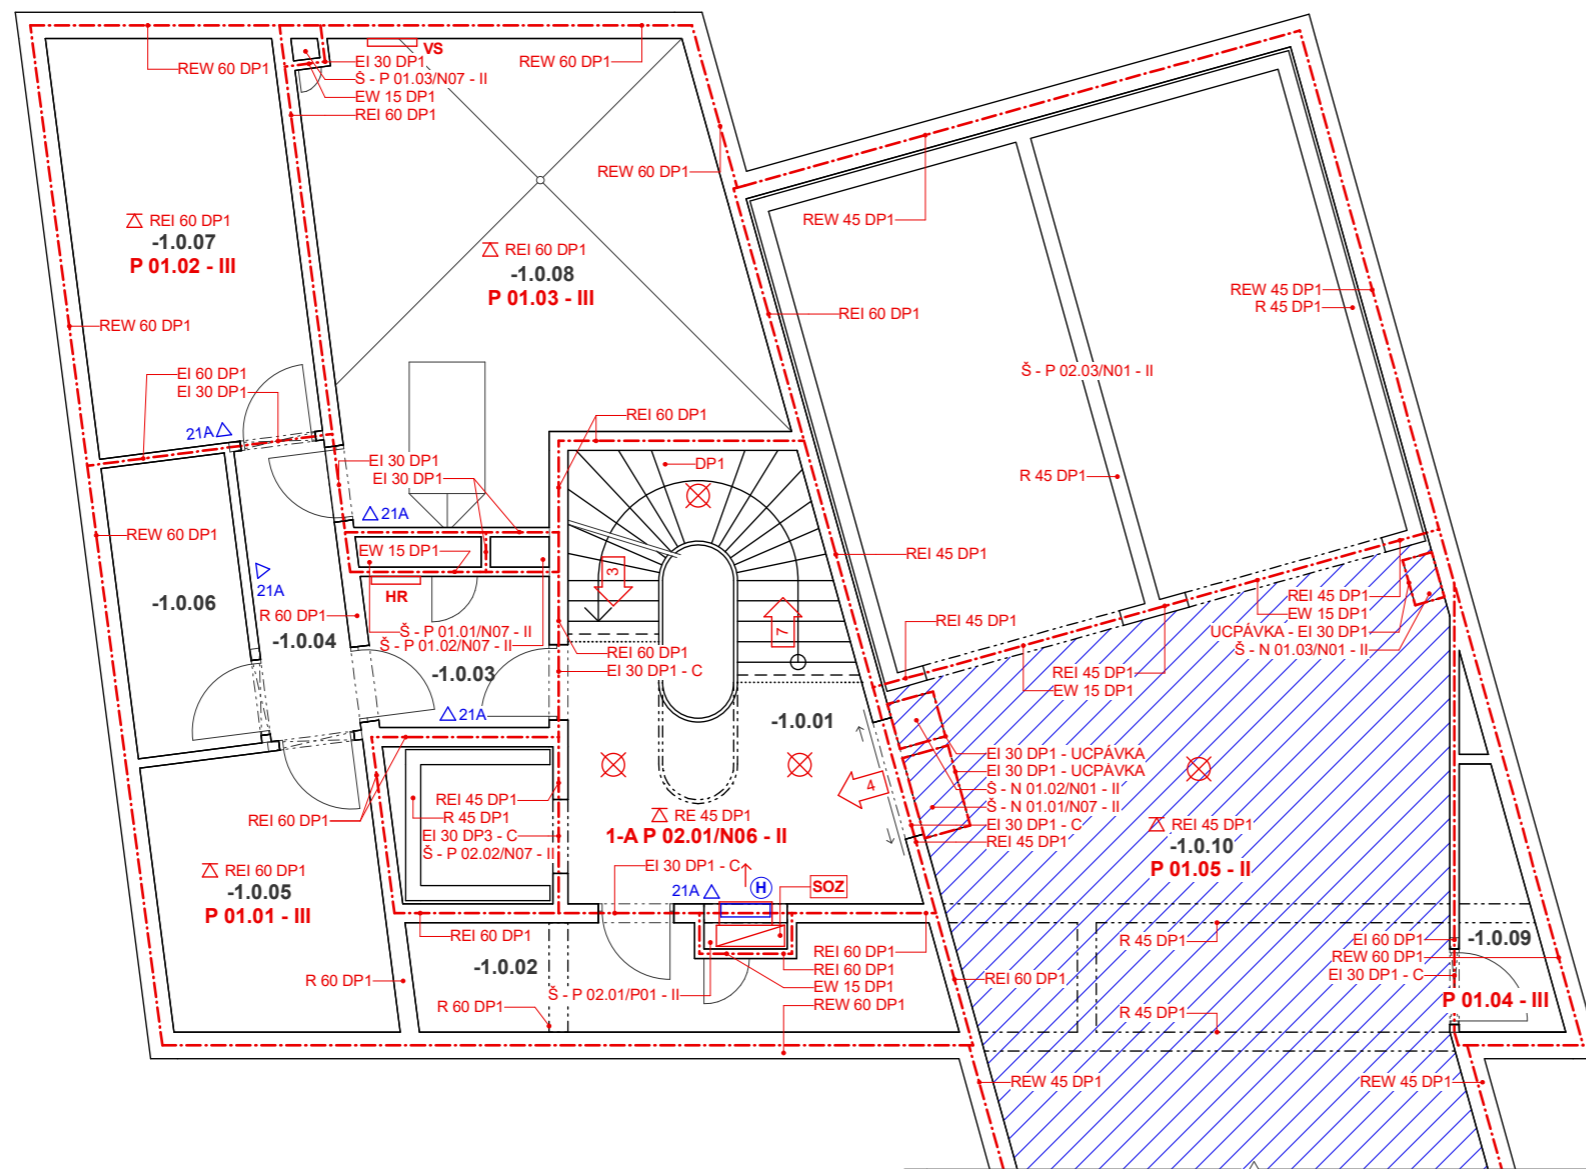 REW 60 DP1
VS
EI 30 DP1
Š - P 01.03/N07 - II
EW 15 DP1
REI 60 DP1
REW 60 DP1
REW 60 DP1
REW 45 DP1
REI 60 DP1
-1.0.07
P 01.02 - III
REI 60 DP1
-1.0.08
P 01.03 - III
REW 45 DP1
R 45 DP1
REI 60 DP1
REW 60 DP1
Š - P 02.03/N01 - II
EI 60 DP1
EI 30 DP1
21A
REI 60 DP1
EI 30 DP1
EI 30 DP1
DP1
R 45 DP1
21A
REW 60 DP1
EW 15 DP1
REI 45 DP1
3
21A
HR
-1.0.06
R 60 DP1
-1.0.04
Š - P 01.01/N07 - II
Š - P 01.02/N07 - II
7
REI 45 DP1
REI 45 DP1
EW 15 DP1
UCPÁVKA - EI 30 DP1
Š - N 01.03/N01 - II
REI 60 DP1
EI 30 DP1 - C
-1.0.03
REI 45 DP1
EW 15 DP1
21A
-1.0.01
EI 30 DP1 - UCPÁVKA
EI 30 DP1 - UCPÁVKA
Š - N 01.02/N01 - II
Š - N 01.01/N07 - II
EI 30 DP1 - C
REI 45 DP1
4
REI 45 DP1
R 45 DP1
EI 30 DP3 - C
Š - P 02.02/N07 - II
REI 60 DP1
RE 45 DP1
1-A P 02.01/N06 - II
REI 45 DP1
-1.0.10
P 01.05 - II
EI 30 DP1 - C
21A
H
SOZ
REI 60 DP1
-1.0.05
P 01.01 - III
REI 60 DP1
-1.0.02
R 60 DP1
R 60 DP1
Š - P 02.01/P01 - II
REI 60 DP1
REI 60 DP1
EW 15 DP1
REW 60 DP1
REI 60 DP1
R 45 DP1
R 45 DP1
EI 60 DP1
REW 60 DP1
EI 30 DP1 - C
-1.0.09
P 01.04 - III
REW 45 DP1
REW 45 DP1